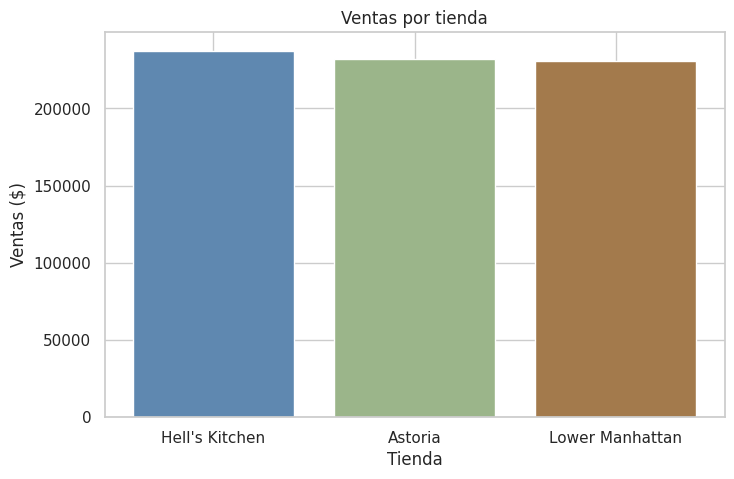 Ventas por tienda
Ventas ($)
200000
150000
100000
50000
0
Hell's Kitchen
Astoria
Lower Manhattan
Tienda